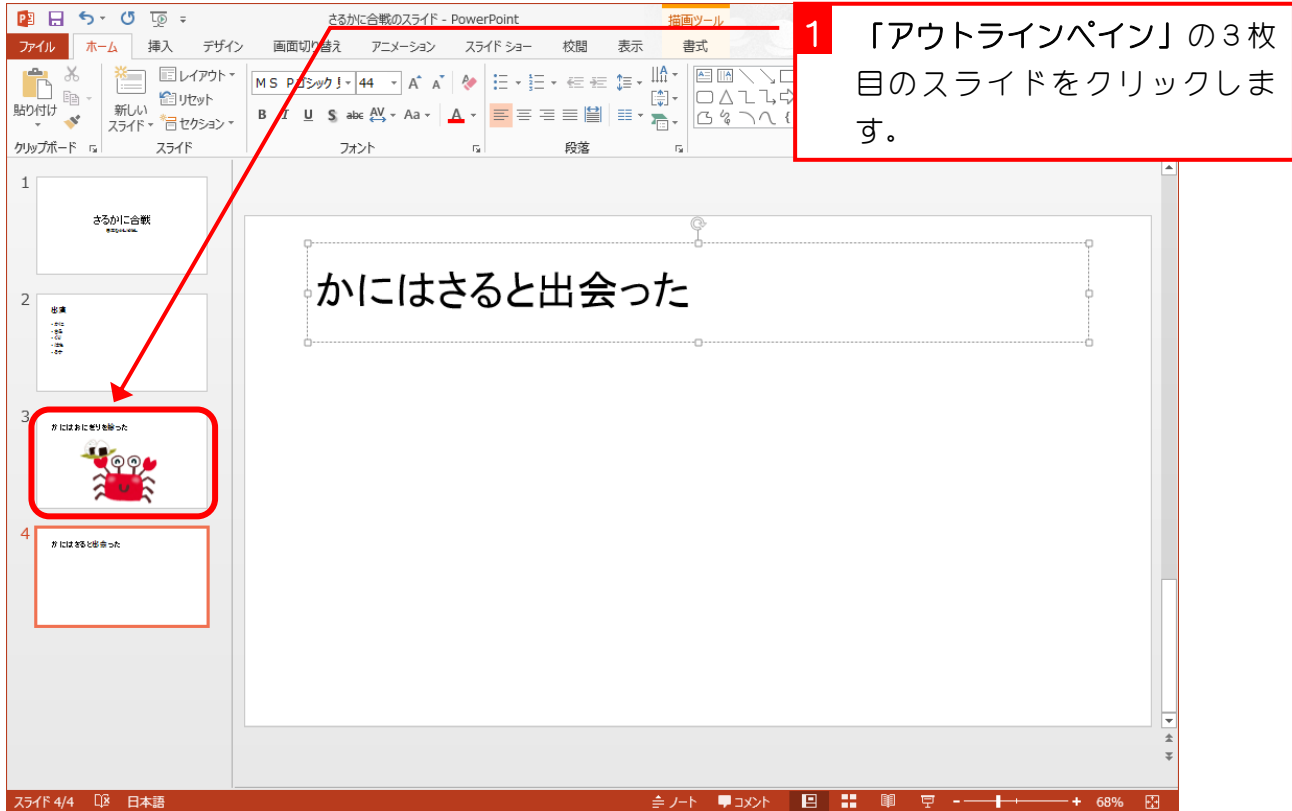 さるかに合戦のスライド - PowerPoint
描画ツール
ファイル ホーム 挿入 デザイン 画面切り替え アニメーション スライド ショー 校閲 表示 書式
貼り付け
新しい
スライド
レイアウト
リセット
セクション
44
B I U S abc AV Aa A
クリップボード スライド フォント 段落
1 「アウトラインペイン」の３枚
目のスライドをクリックしま
す。
1
さるかに合戦
2
出演
3
かにはおにぎりを拾った
4
かにはさると出会った
かにはさると出会った
スライド 4/4 日本語 ノート コメント 68%